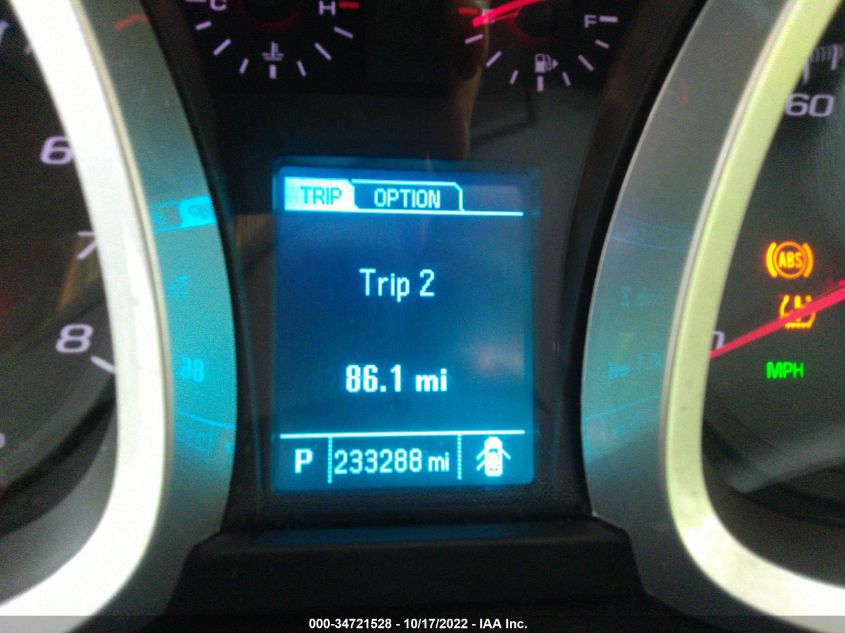 C H
F
60
6
TRIP OPTION
7
Trip 2
ABS
8
86.1 mi
MPH
P 233288 mi
000-34721528 - 10/17/2022 - IAA Inc.